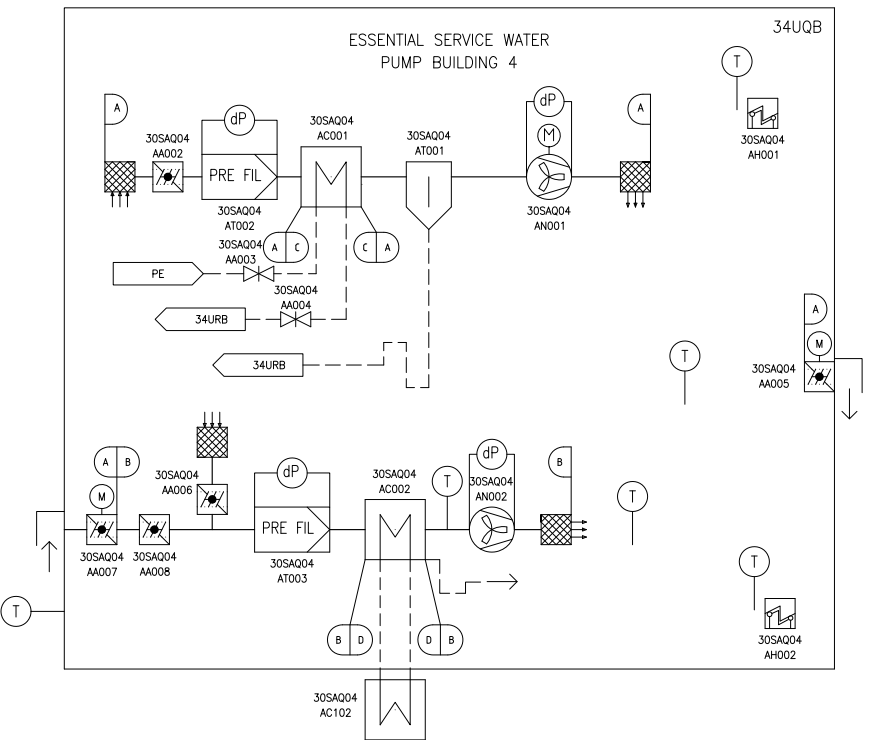 34UQB
ESSENTIAL SERVICE WATER
PUMP BUILDING 4
T
A
dP
30SAQ04
AA002
PRE FIL
30SAQ04
AT002
30SAQ04
AC001
30SAQ04
AT001
dP
M
30SAQ04
AN001
A
30SAQ04
AH001
A C
C A
30SAQ04
AA003
PE
30SAQ04
AA004
34URB
34URB
T
A
M
30SAQ04
AA005
A B
M
30SAQ04
AA006
dP
PRE FIL
30SAQ04
AT003
30SAQ04
AC002
T
dP
30SAQ04
AN002
B
T
30SAQ04
AA007
30SAQ04
AA008
T
T
30SAQ04
AH002
B D
D B
30SAQ04
AC102